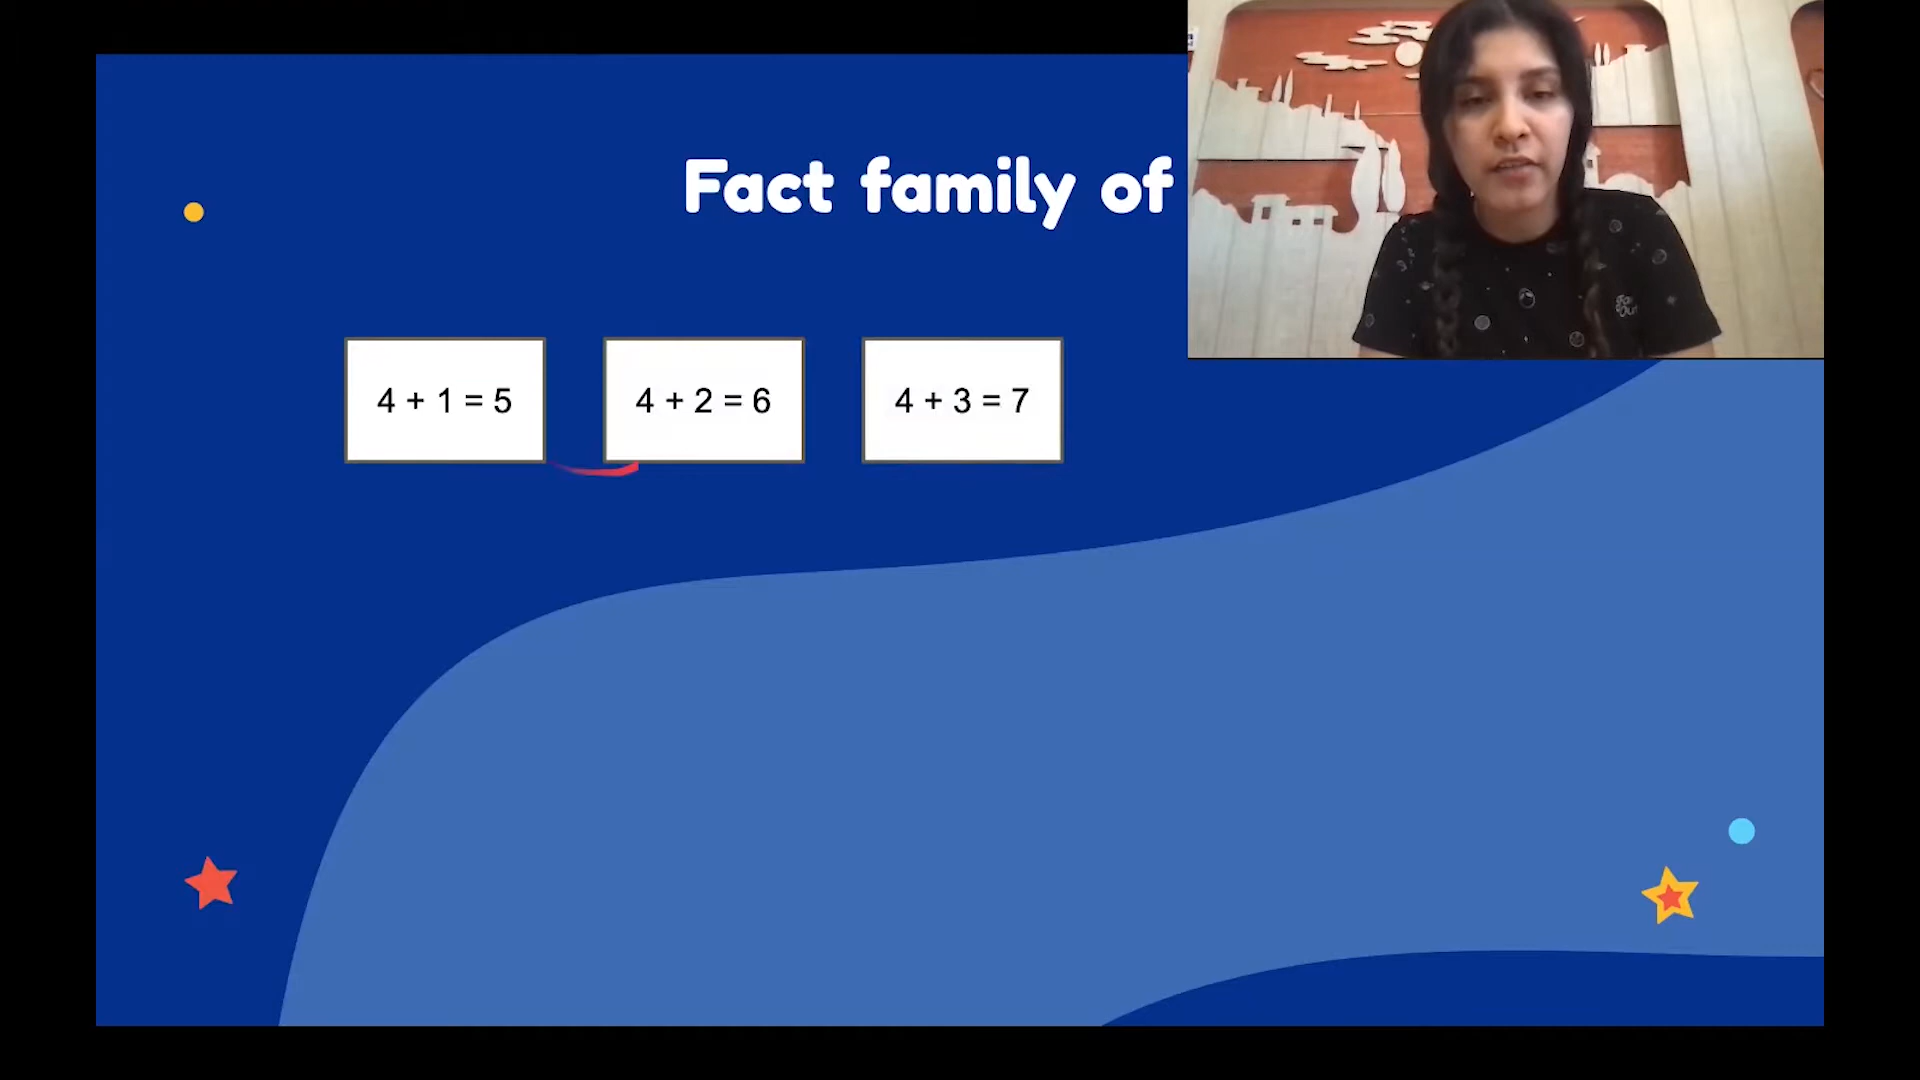 Fact family of
4 + 1 = 5
4 + 2 = 6
4 + 3 = 7